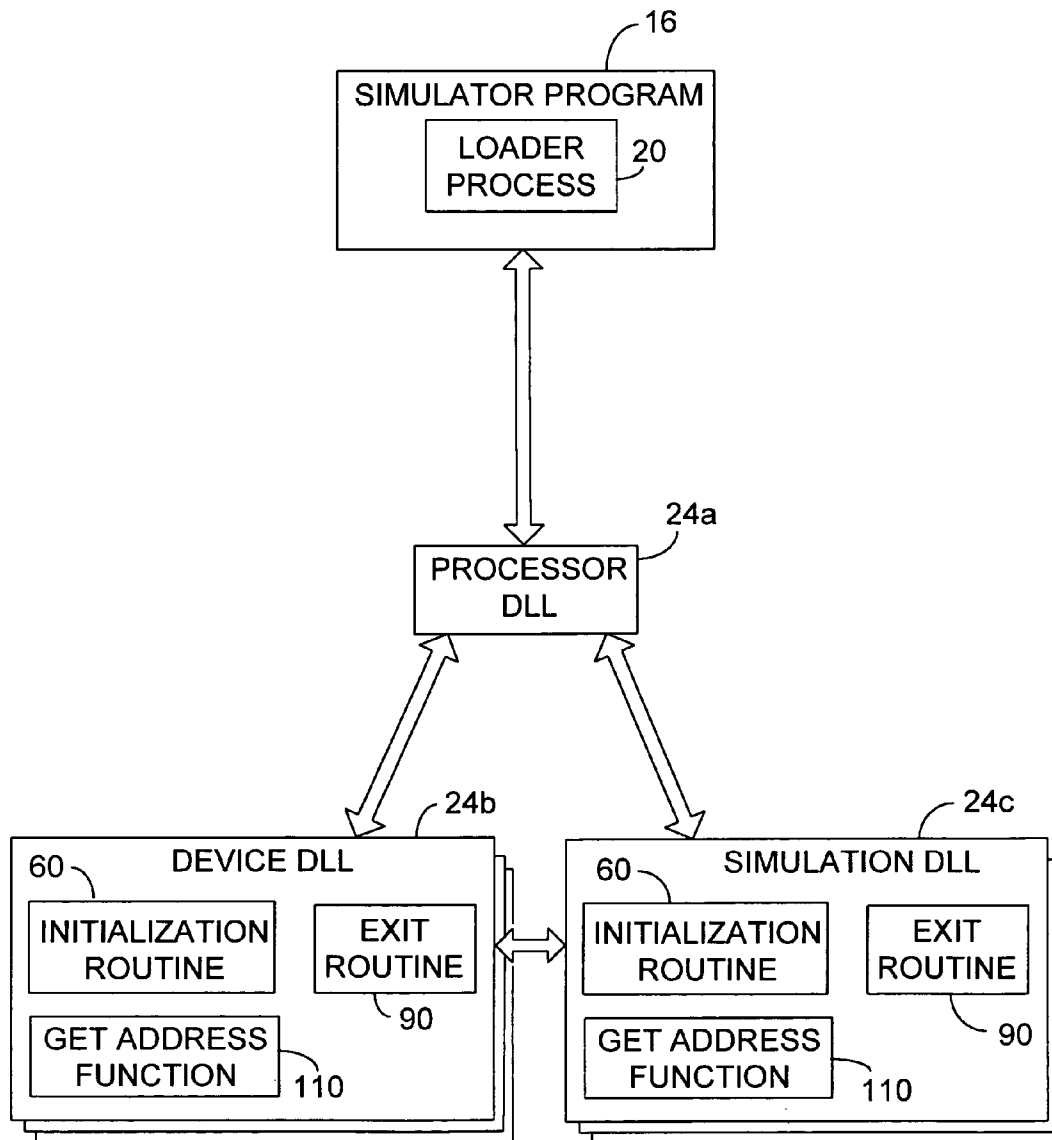 16
SIMULATOR PROGRAM
LOADER
PROCESS
20
24a
PROCESSOR
DLL
24b
DEVICE DLL
60
INITIALIZATION
ROUTINE
EXIT
ROUTINE
90
GET ADDRESS
FUNCTION
110
24c
SIMULATION DLL
60
INITIALIZATION
ROUTINE
EXIT
ROUTINE
90
GET ADDRESS
FUNCTION
110